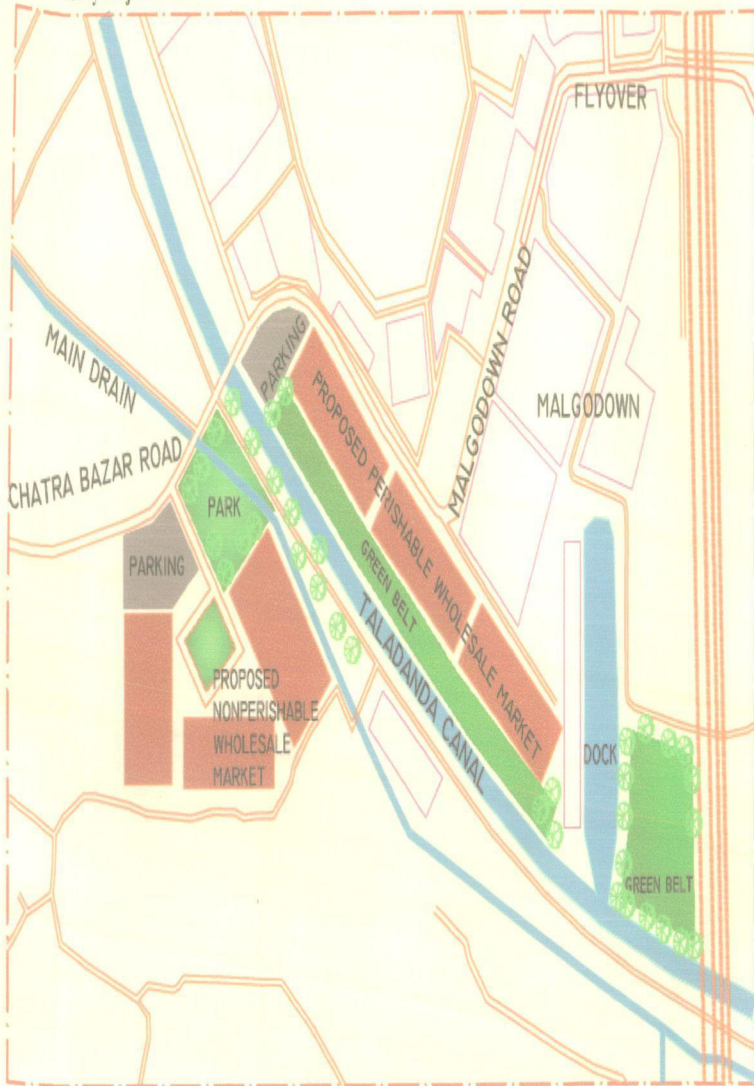 FLYOVER
MALGODOWN ROAD
MAIN DRAIN
PARKING
PROPOSED PERISHABLE WHOLESALE MARKET
MALGODOWN
CHATRA BAZAR ROAD
PARK
GREEN BELT
PARKING
TALADANDA CANAL
PROPOSED
NONPERISHABLE
WHOLESALE
MARKET
DOCK
GREEN BELT